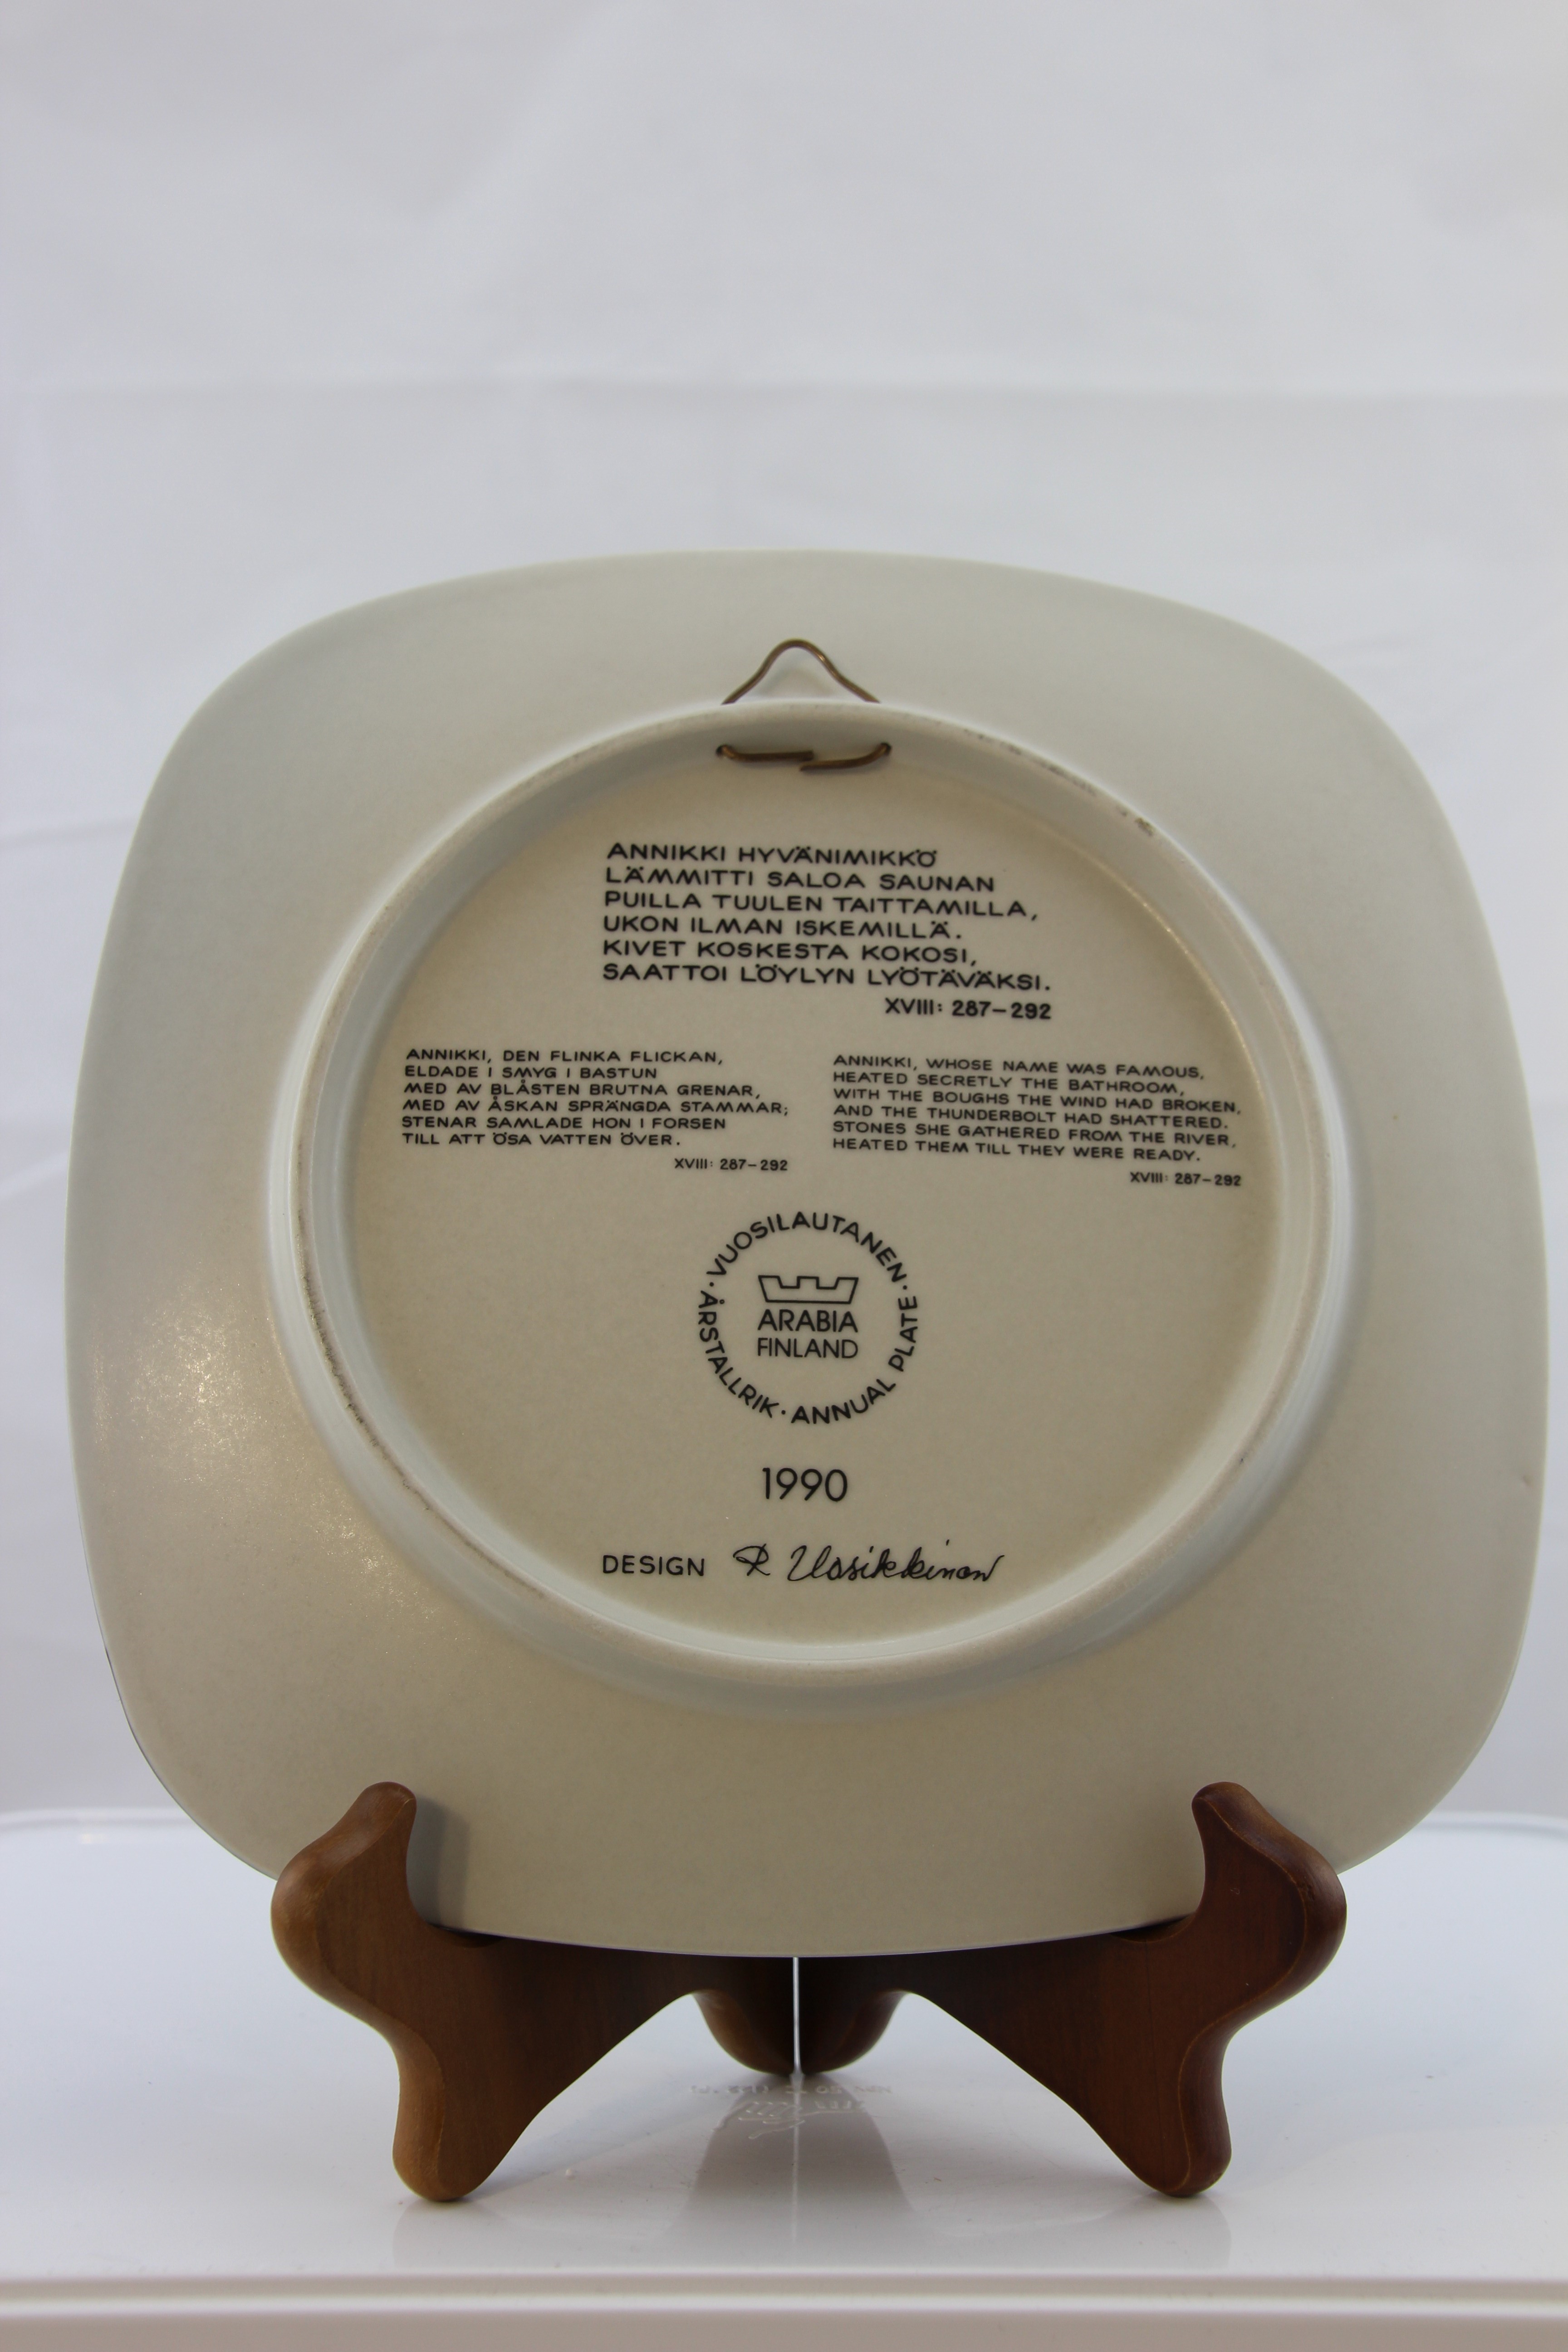 ANNIKKI HYVÄNIMIKKÖ
LÄMMITTI SALOA SAUNAN
PUILLA TUULEN TAITTAMILLA,
UKON ILMAN ISKEMILLÄ.
KIVET KOSKESTA KOKOSI,
SAATTOI LÖYLYN LYÖTÄVÄKSI.
XVIII: 287–292
ANNIKKI, DEN FLINKA FLICKAN,
ELDADE I SMYG I BASTUN
MED AV BLÅSTEN BRUTNA GRENAR,
MED AV ÅSKAN SPRÄNGDA STAMMAR;
STENAR SAMLADE HON I FORSEN
TILL ATT ÖSA VATTEN ÖVER.
XVIII: 287–292
ANNIKKI, WHOSE NAME WAS FAMOUS,
HEATED SECRETLY THE BATHROOM,
WITH THE BOUGHS THE WIND HAD BROKEN,
AND THE THUNDERBOLT HAD SHATTERED.
STONES SHE GATHERED FROM THE RIVER,
HEATED THEM TILL THEY WERE READY.
XVIII: 287–292
· VUOSILAUTANEN · ANNUAL PLATE · ÅRSTALLRIK
ARABIA
FINLAND
1990
DESIGN R Uosikkinen